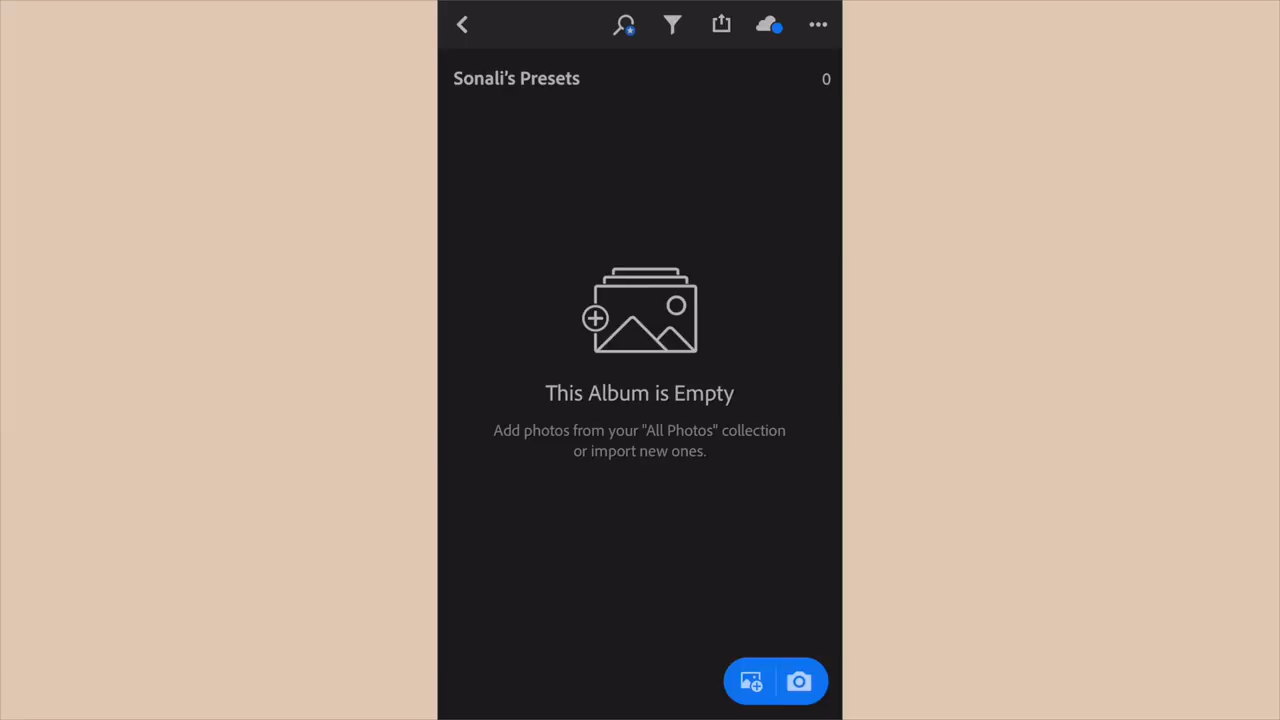 Sonali’s Presets 0
This Album is Empty
Add photos from your "All Photos" collection
or import new ones.